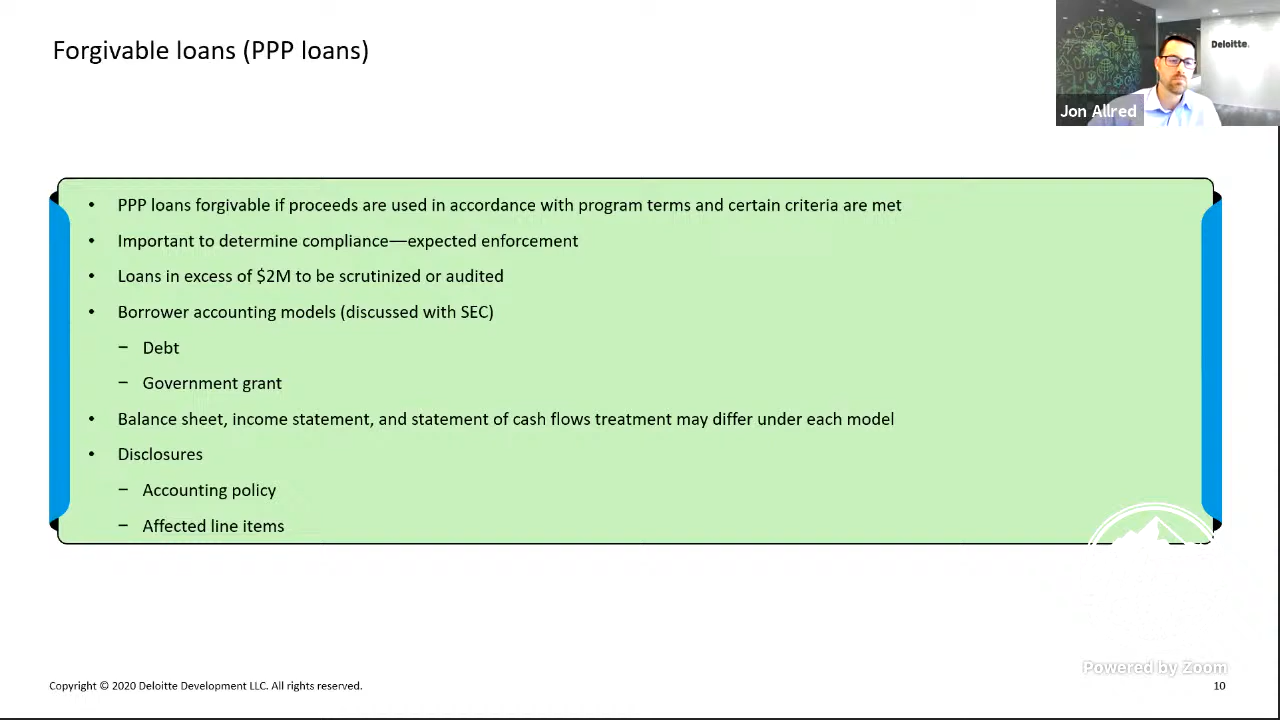 Forgivable loans (PPP loans)
Deloitte.
Jon Allred
• PPP loans forgivable if proceeds are used in accordance with program terms and certain criteria are met
• Important to determine compliance—expected enforcement
• Loans in excess of $2M to be scrutinized or audited
• Borrower accounting models (discussed with SEC)
– Debt
– Government grant
• Balance sheet, income statement, and statement of cash flows treatment may differ under each model
• Disclosures
– Accounting policy
– Affected line items
Powered by Zoom
Copyright © 2020 Deloitte Development LLC. All rights reserved.
10